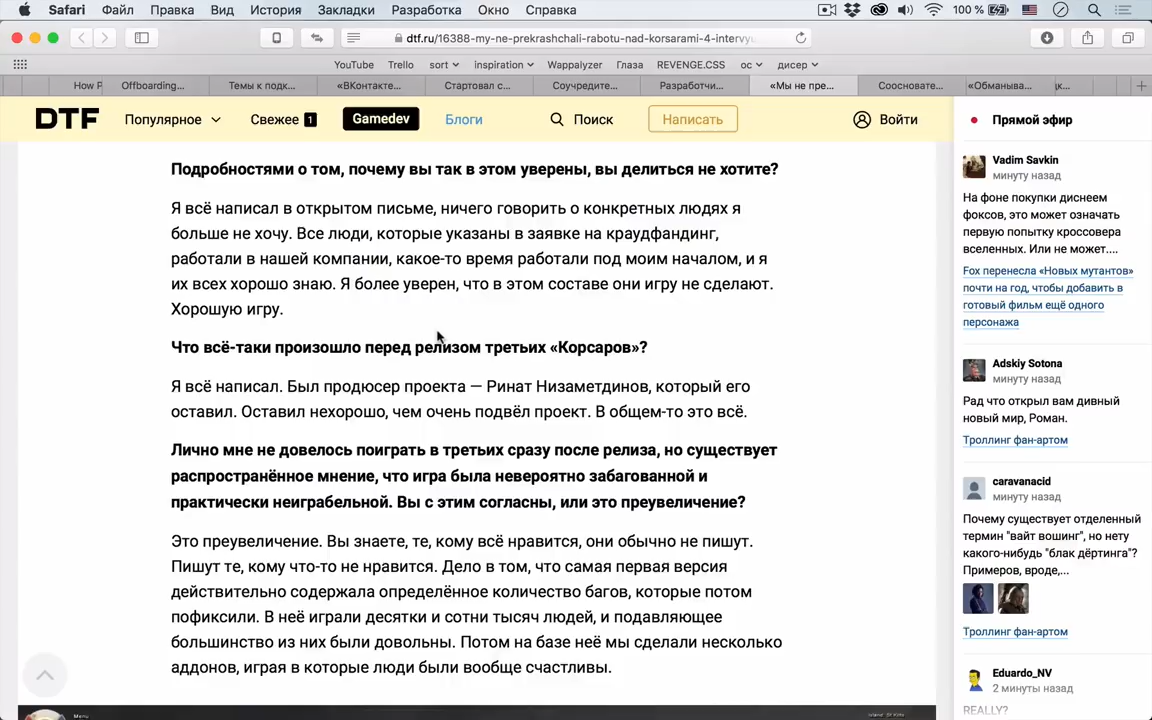 Safari Файл Правка Вид История Закладки Разработка Окно Справка 100 %
dtf.ru/16388-my-ne-prekrashchali-rabotu-nad-korsarami-4-intervyu
YouTube Trello sort inspiration Wappalyzer Глаза REVENGE.CSS ос дисер
How P Offboarding... Темы к подк... «ВКонтакте... Стартовал с... Соучредите... Разработчи... «Мы не пре... Сооснoвате... «Обманыва... к...
DTF Популярное Свежее 1 Gamedev Блоги Поиск Написать Войти
Подробностями о том, почему вы так в этом уверены, вы делиться не хотите?
Я всё написал в открытом письме, ничего говорить о конкретных людях я
больше не хочу. Все люди, которые указаны в заявке на краудфандинг,
работали в нашей компании, какое-то время работали под моим началом, и я
их всех хорошо знаю. Я более уверен, что в этом составе они игру не сделают.
Хорошую игру.
Что всё-таки произошло перед релизом третьих «Корсаров»?
Я всё написал. Был продюсер проекта — Ринат Низаметдинов, который его
оставил. Оставил нехорошо, чем очень подвёл проект. В общем-то это всё.
Лично мне не довелось поиграть в третьих сразу после релиза, но существует
распространённое мнение, что игра была невероятно забагованной и
практически неиграбельной. Вы с этим согласны, или это преувеличение?
Это преувеличение. Вы знаете, те, кому всё нравится, они обычно не пишут.
Пишут те, кому что-то не нравится. Дело в том, что самая первая версия
действительно содержала определённое количество багов, которые потом
пофиксили. В неё играли десятки и сотни тысяч людей, и подавляющее
большинство из них были довольны. Потом на базе неё мы сделали несколько
аддонов, играя в которые люди были вообще счастливы.
Menu
Прямой эфир
Vadim Savkin
минуту назад
На фоне покупки диснеем
фоксов, это может означать
первую попытку кроссовера
вселенных. Или не может....
Fox перенесла «Новых мутантов»
почти на год, чтобы добавить в
готовый фильм ещё одного
персонажа
Adskiy Sotona
минуту назад
Рад что открыл вам дивный
новый мир, Роман.
Троллинг фан-артом
caravanacid
минуту назад
Почему существует отделенный
термин "вайт вошинг", но нету
какого-нибудь "блак дёртинга"?
Примеров, вроде,...
Троллинг фан-артом
Eduardo_NV
2 минуты назад
REALLY?